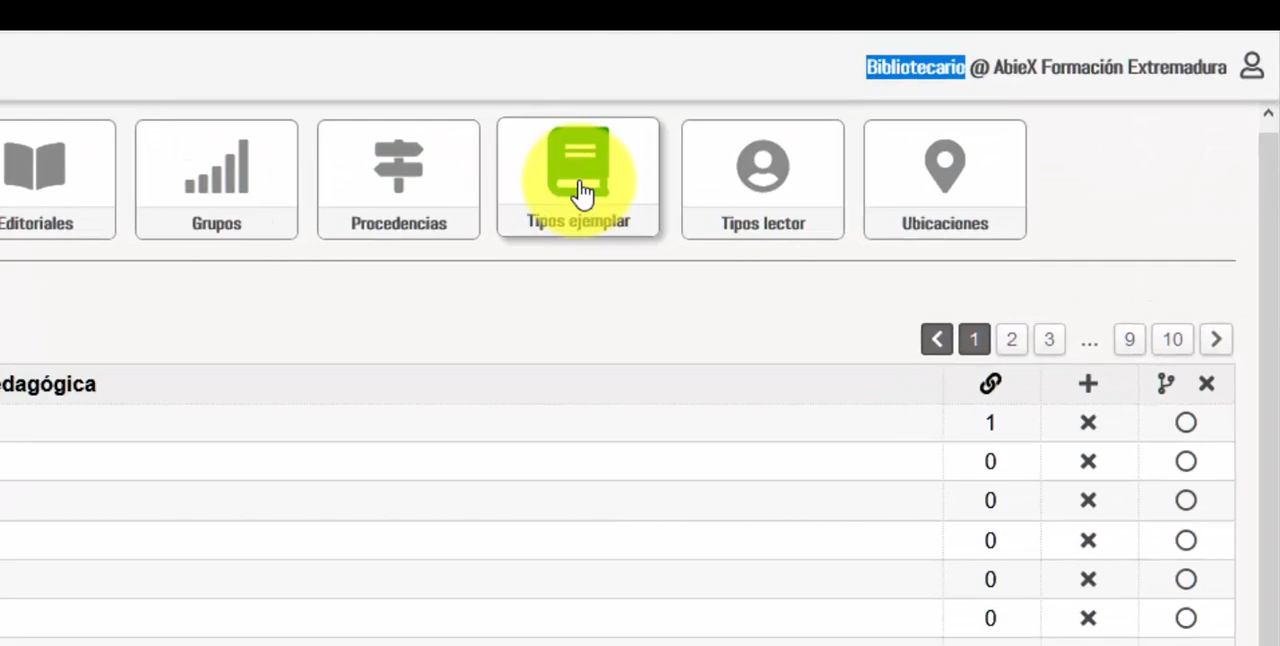 Bibliotecario @ AbieX Formación Extremadura
Editoriales
Grupos
Procedencias
Tipos ejemplar
Tipos lector
Ubicaciones
1 2 3 ... 9 10
edagógica
1
0
0
0
0
0